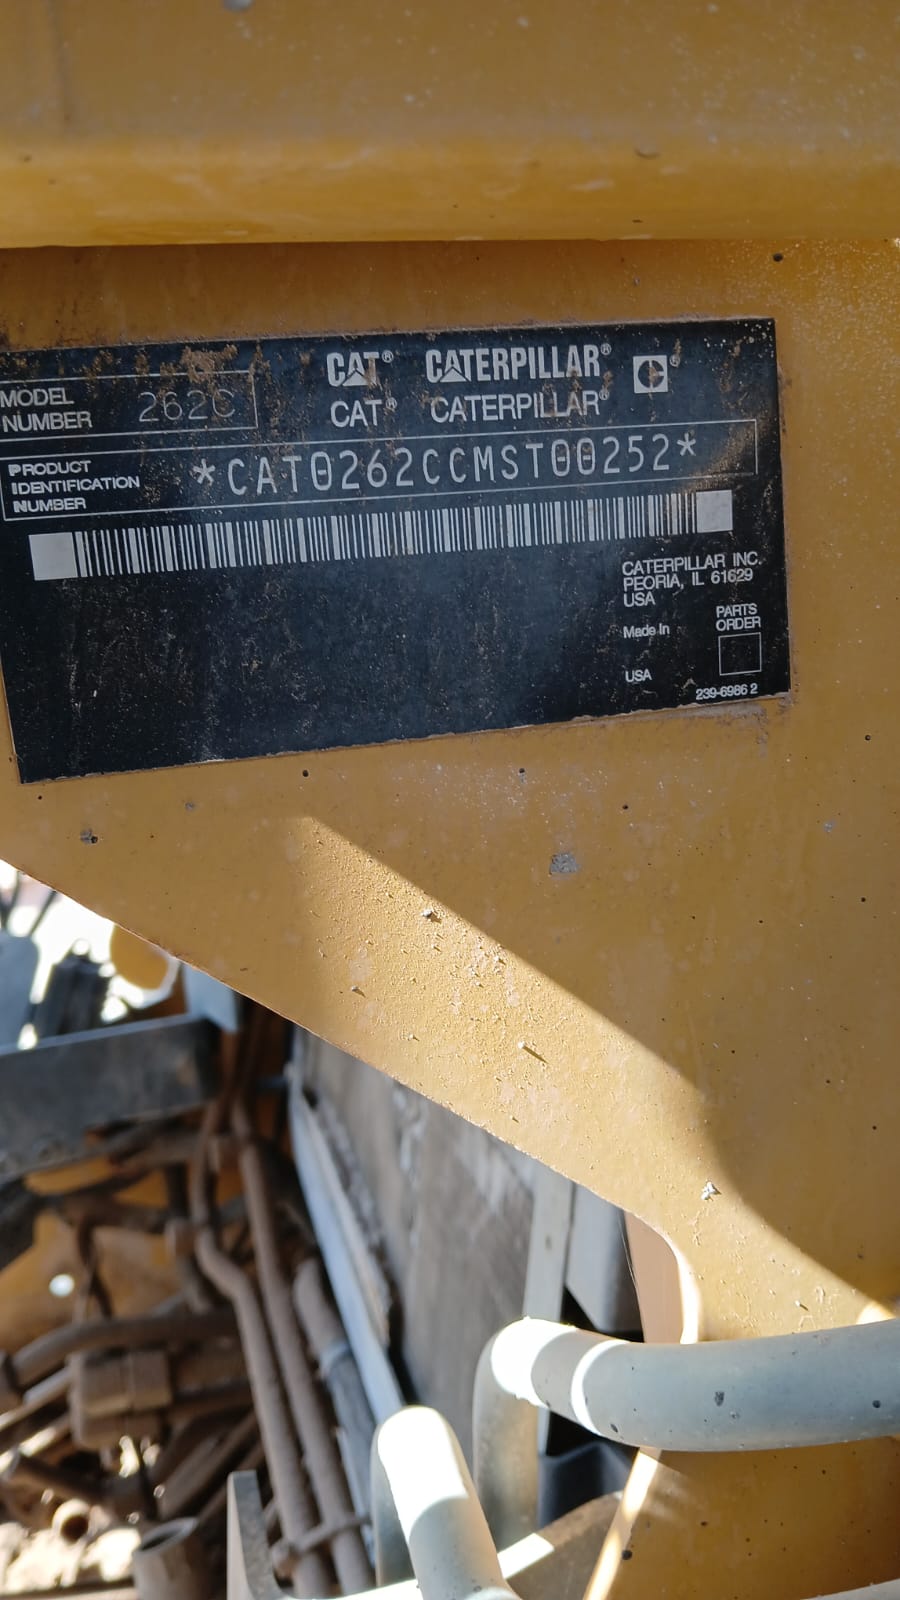 CAT® CATERPILLAR®
CAT® CATERPILLAR®
MODEL
NUMBER 262C
PRODUCT
IDENTIFICATION
NUMBER
*CAT0262CCMST00252*
CATERPILLAR INC.
PEORIA, IL 61629
USA
Made In
USA
PARTS
ORDER
239-6986 2